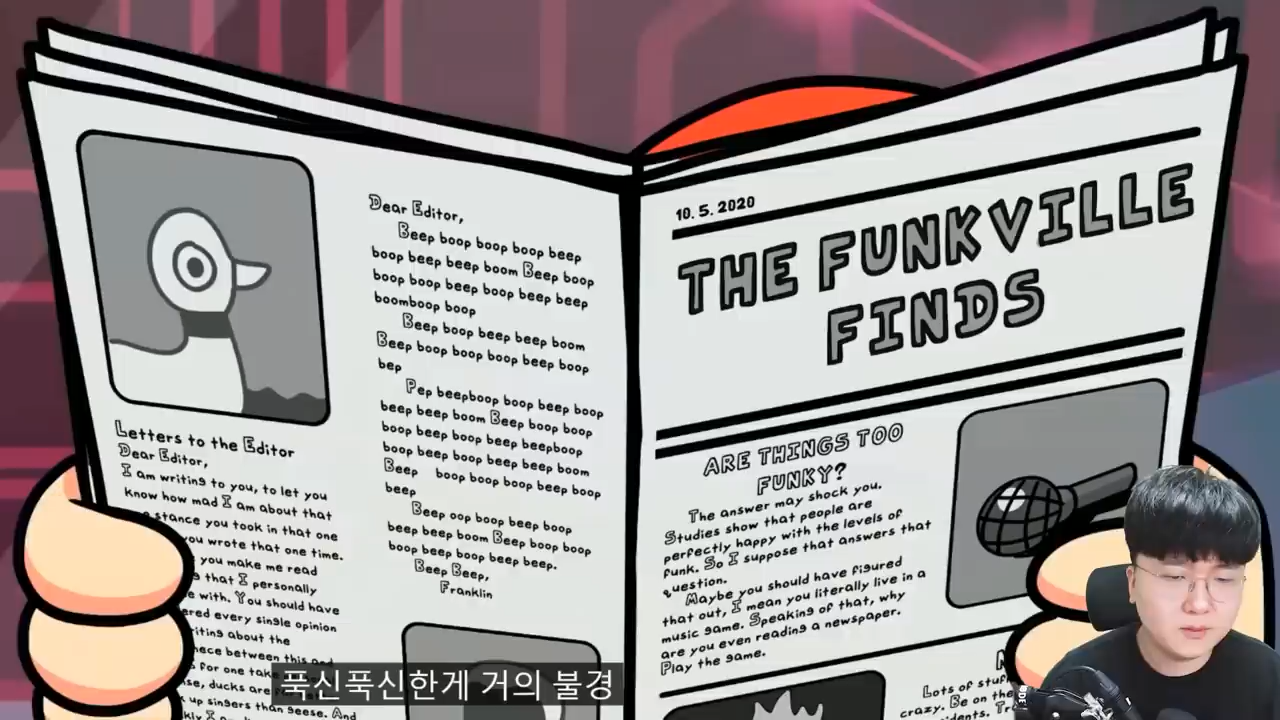 Letters to the Editor
Dear Editor,
I am writing to you, to let you
know how mad I am about that
stance you took in that one
you wrote that one time.
you make me read
that I personally
with. You should have
every single opinion
about the
between this and
for one
ducks are
up singers than geese. And
Dear Editor,
Beep boop boop boop beep
boop beep beep boom Beep boop
boop boop beep boop beep beep
boomboop boop
Beep boop beep beep boom
Beep boop boop boop beep boop
bep
Pep beepboop boop beep boop
beep beep boom Beep boop boop
boop beep boop beep beepboop
boop beep boop beep beep boom
Beep boop boop boop beep boop
beep
Beep oop boop beep boop
beep beep boom Beep boop boop
boop beep boop beep beep.
Beep Beep,
Franklin
10. 5. 2020
THE FUNKVILLE
FINDS
ARE THINGS TOO
FUNKY?
The answer may shock you.
Studies show that people are
perfectly happy with the levels of
funk. So I suppose that answers that
question.
Maybe you should have figured
that out, I mean you literally live in a
music game. Speaking of that, why
are you even reading a newspaper.
Play the game.
Lots of stuff
crazy. Be on the
푹신푹신한게 거의 불경